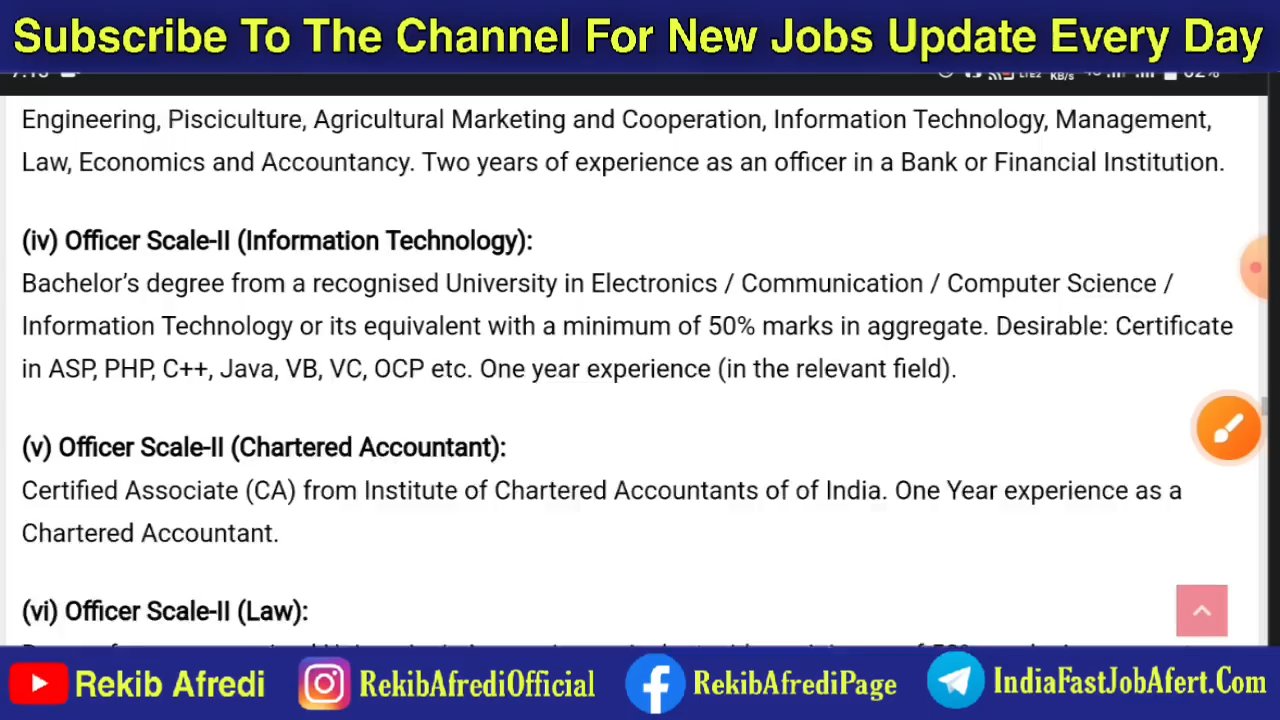 Subscribe To The Channel For New Jobs Update Every Day
Engineering, Pisciculture, Agricultural Marketing and Cooperation, Information Technology, Management,
Law, Economics and Accountancy. Two years of experience as an officer in a Bank or Financial Institution.
(iv) Officer Scale-II (Information Technology):
Bachelor's degree from a recognised University in Electronics / Communication / Computer Science /
Information Technology or its equivalent with a minimum of 50% marks in aggregate. Desirable: Certificate
in ASP, PHP, C++, Java, VB, VC, OCP etc. One year experience (in the relevant field).
(v) Officer Scale-II (Chartered Accountant):
Certified Associate (CA) from Institute of Chartered Accountants of of India. One Year experience as a
Chartered Accountant.
(vi) Officer Scale-II (Law):
Rekib Afredi RekibAfrediOfficial RekibAfrediPage IndiaFastJobAfert.Com